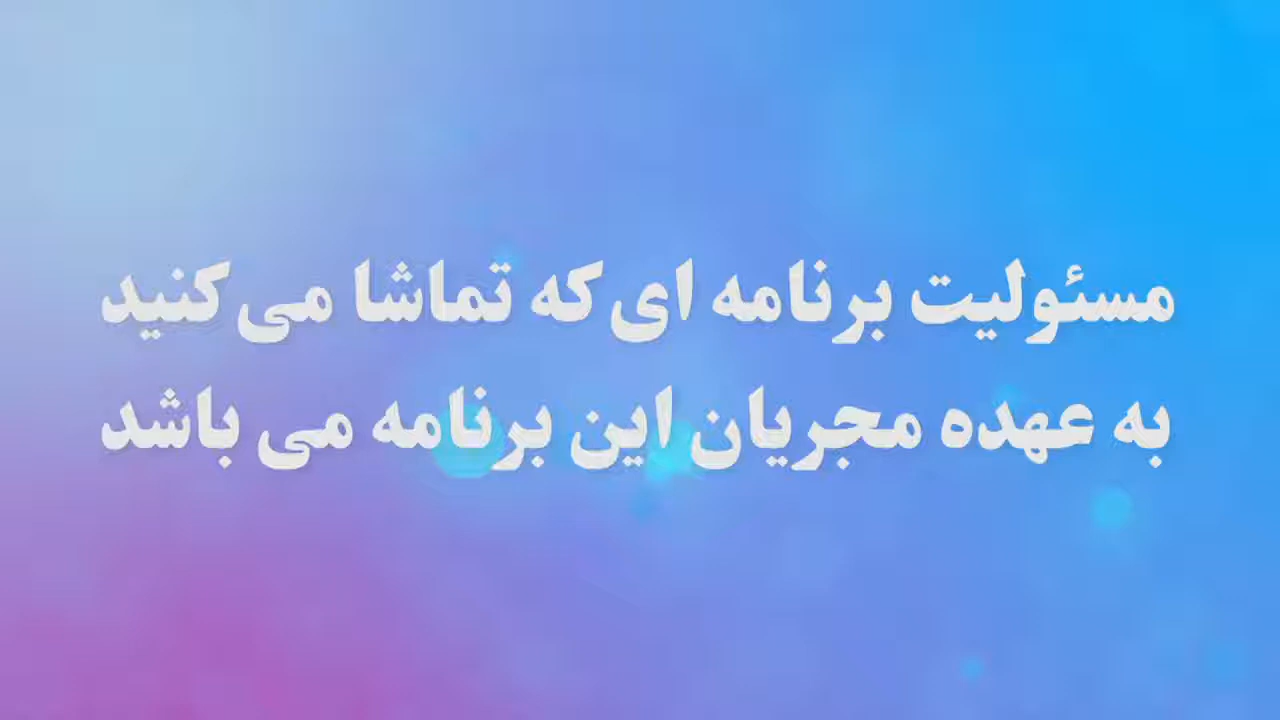 مسئولیت برنامه ای که تماشا می کنید
به عهده مجریان این برنامه می باشد